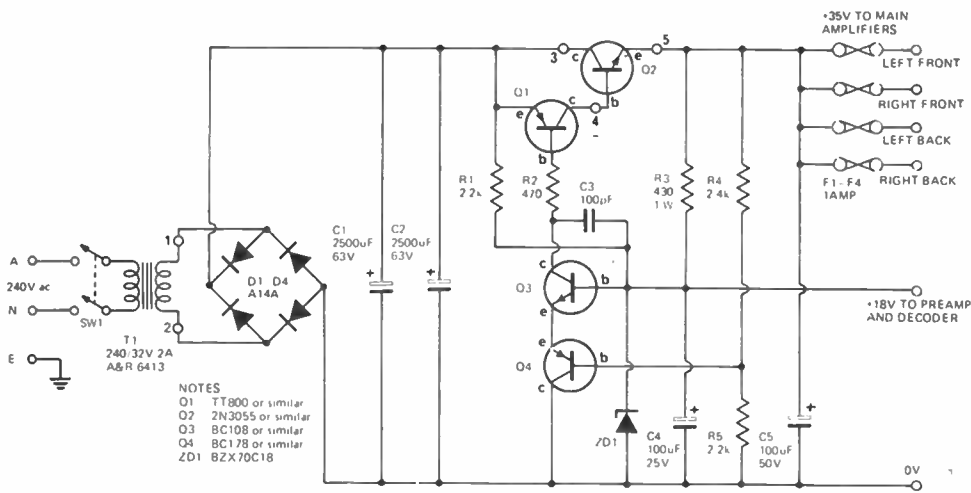 +35V TO MAIN
AMPLIFIERS
LEFT FRONT
RIGHT FRONT
LEFT BACK
RIGHT BACK
F1 - F4
1AMP
3
c
e
5
Q2
b
Q1
e
c
4
b
R1
2.2k
R2
470
C3
100pF
R3
430
1W
R4
2.4k
C1
2500uF
63V
C2
2500uF
63V
+
+
A
240V ac
N
SW1
E
1
2
T1
240/32V 2A
A&R 6413
D1 D4
A14A
c
Q3
b
e
e
Q4
b
c
+18V TO PREAMP
AND DECODER
ZD1
C4
100uF
25V
+
R5
2.2k
C5
100uF
50V
+
0V
NOTES
Q1 TT800 or similar
Q2 2N3055 or similar
Q3 BC108 or similar
Q4 BC178 or similar
ZD1 BZX70C18